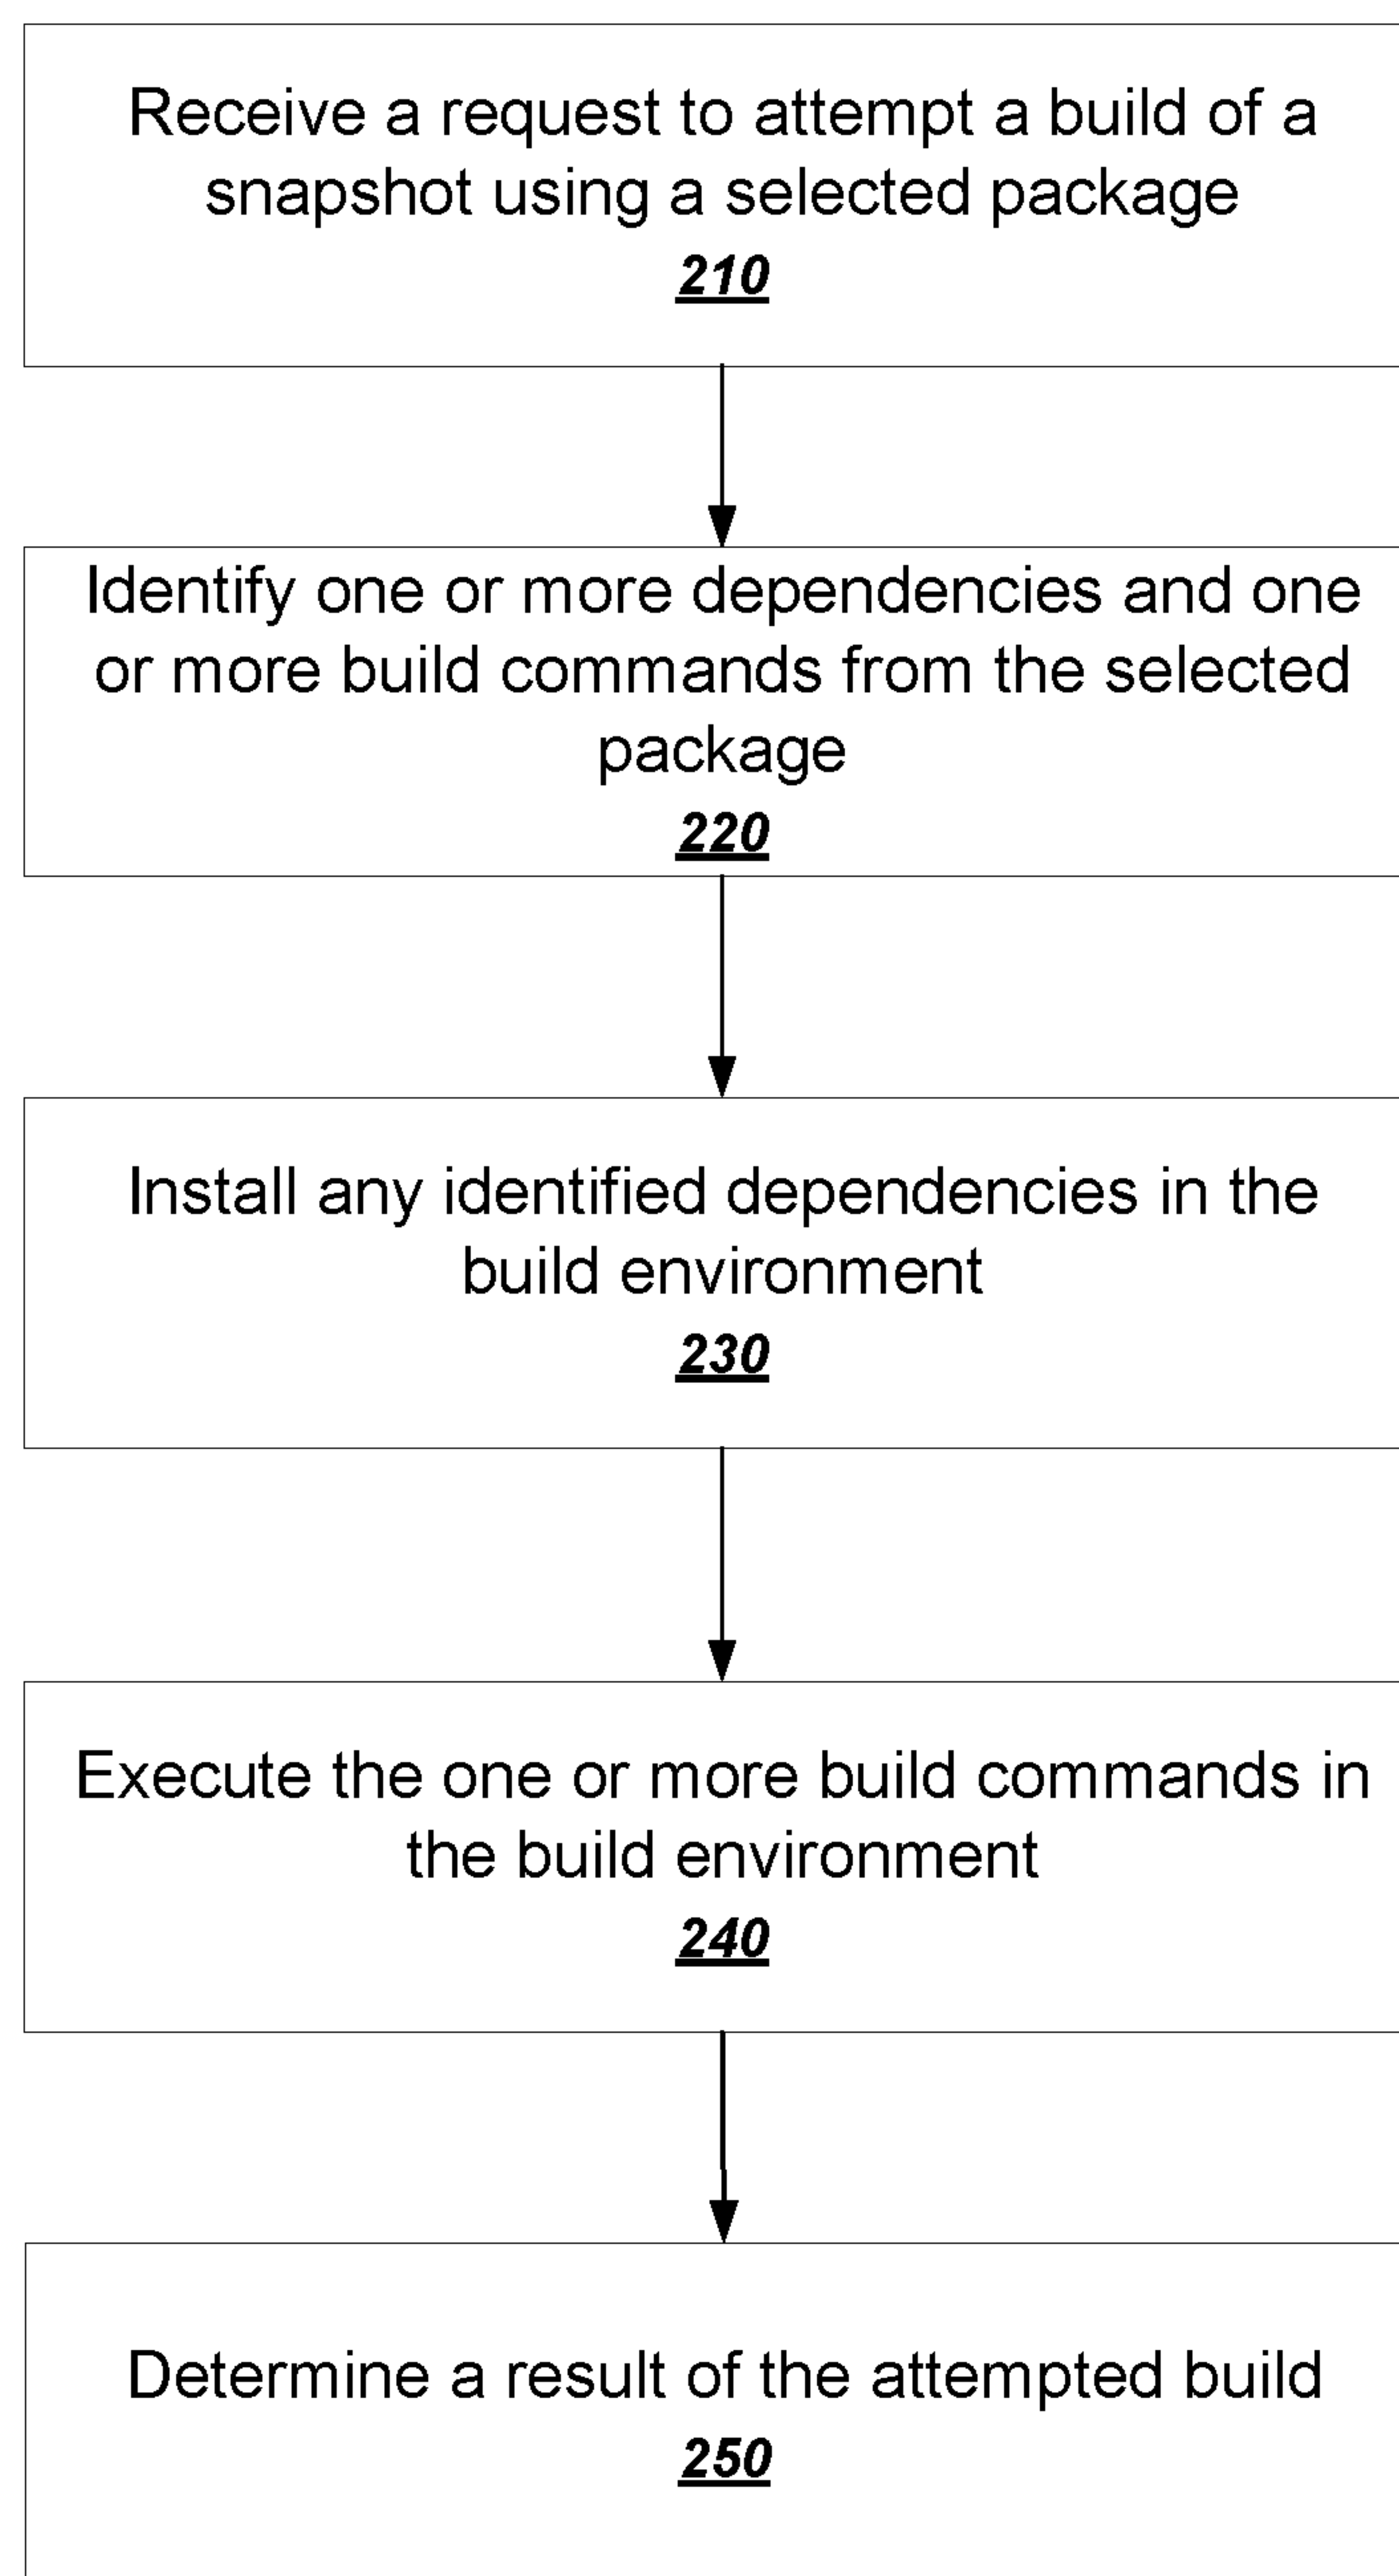 Receive a request to attempt a build of a
snapshot using a selected package
210
Identify one or more dependencies and one
or more build commands from the selected
package
220
Install any identified dependencies in the
build environment
230
Execute the one or more build commands in
the build environment
240
Determine a result of the attempted build
250